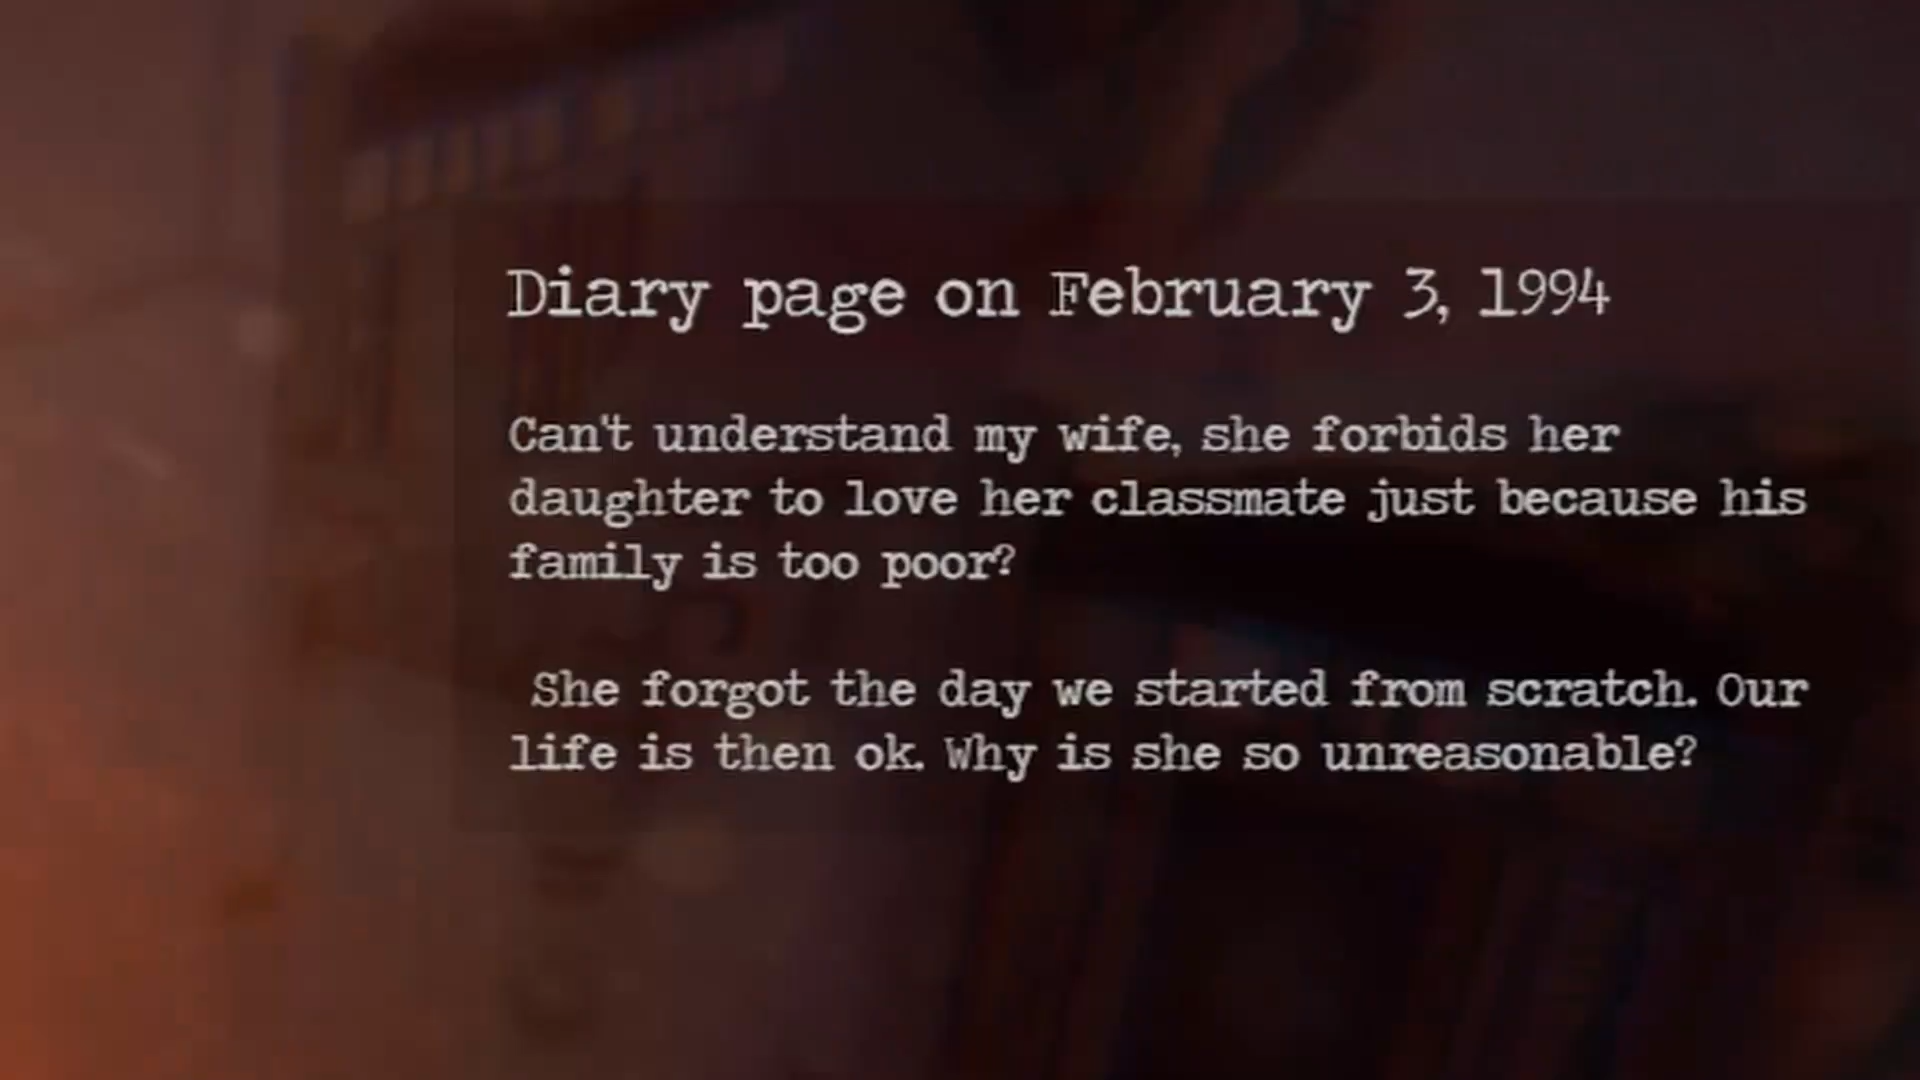 Diary page on February 3, 1994
Can't understand my wife, she forbids her
daughter to love her classmate just because his
family is too poor?
She forgot the day we started from scratch. Our
life is then ok. Why is she so unreasonable?